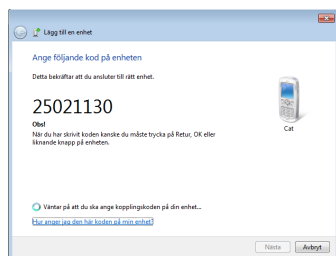 Lägg till en enhet
Ange följande kod på enheten
Detta bekräftar att du ansluter till rätt enhet.
25021130
Obs!
När du har skrivit koden kanske du måste trycka på Retur, OK eller
liknande knapp på enheten.
Cat
Väntar på att du ska ange kopplingskoden på din enhet...
Hur anger jag den här koden på min enhet?
Nästa
Avbryt